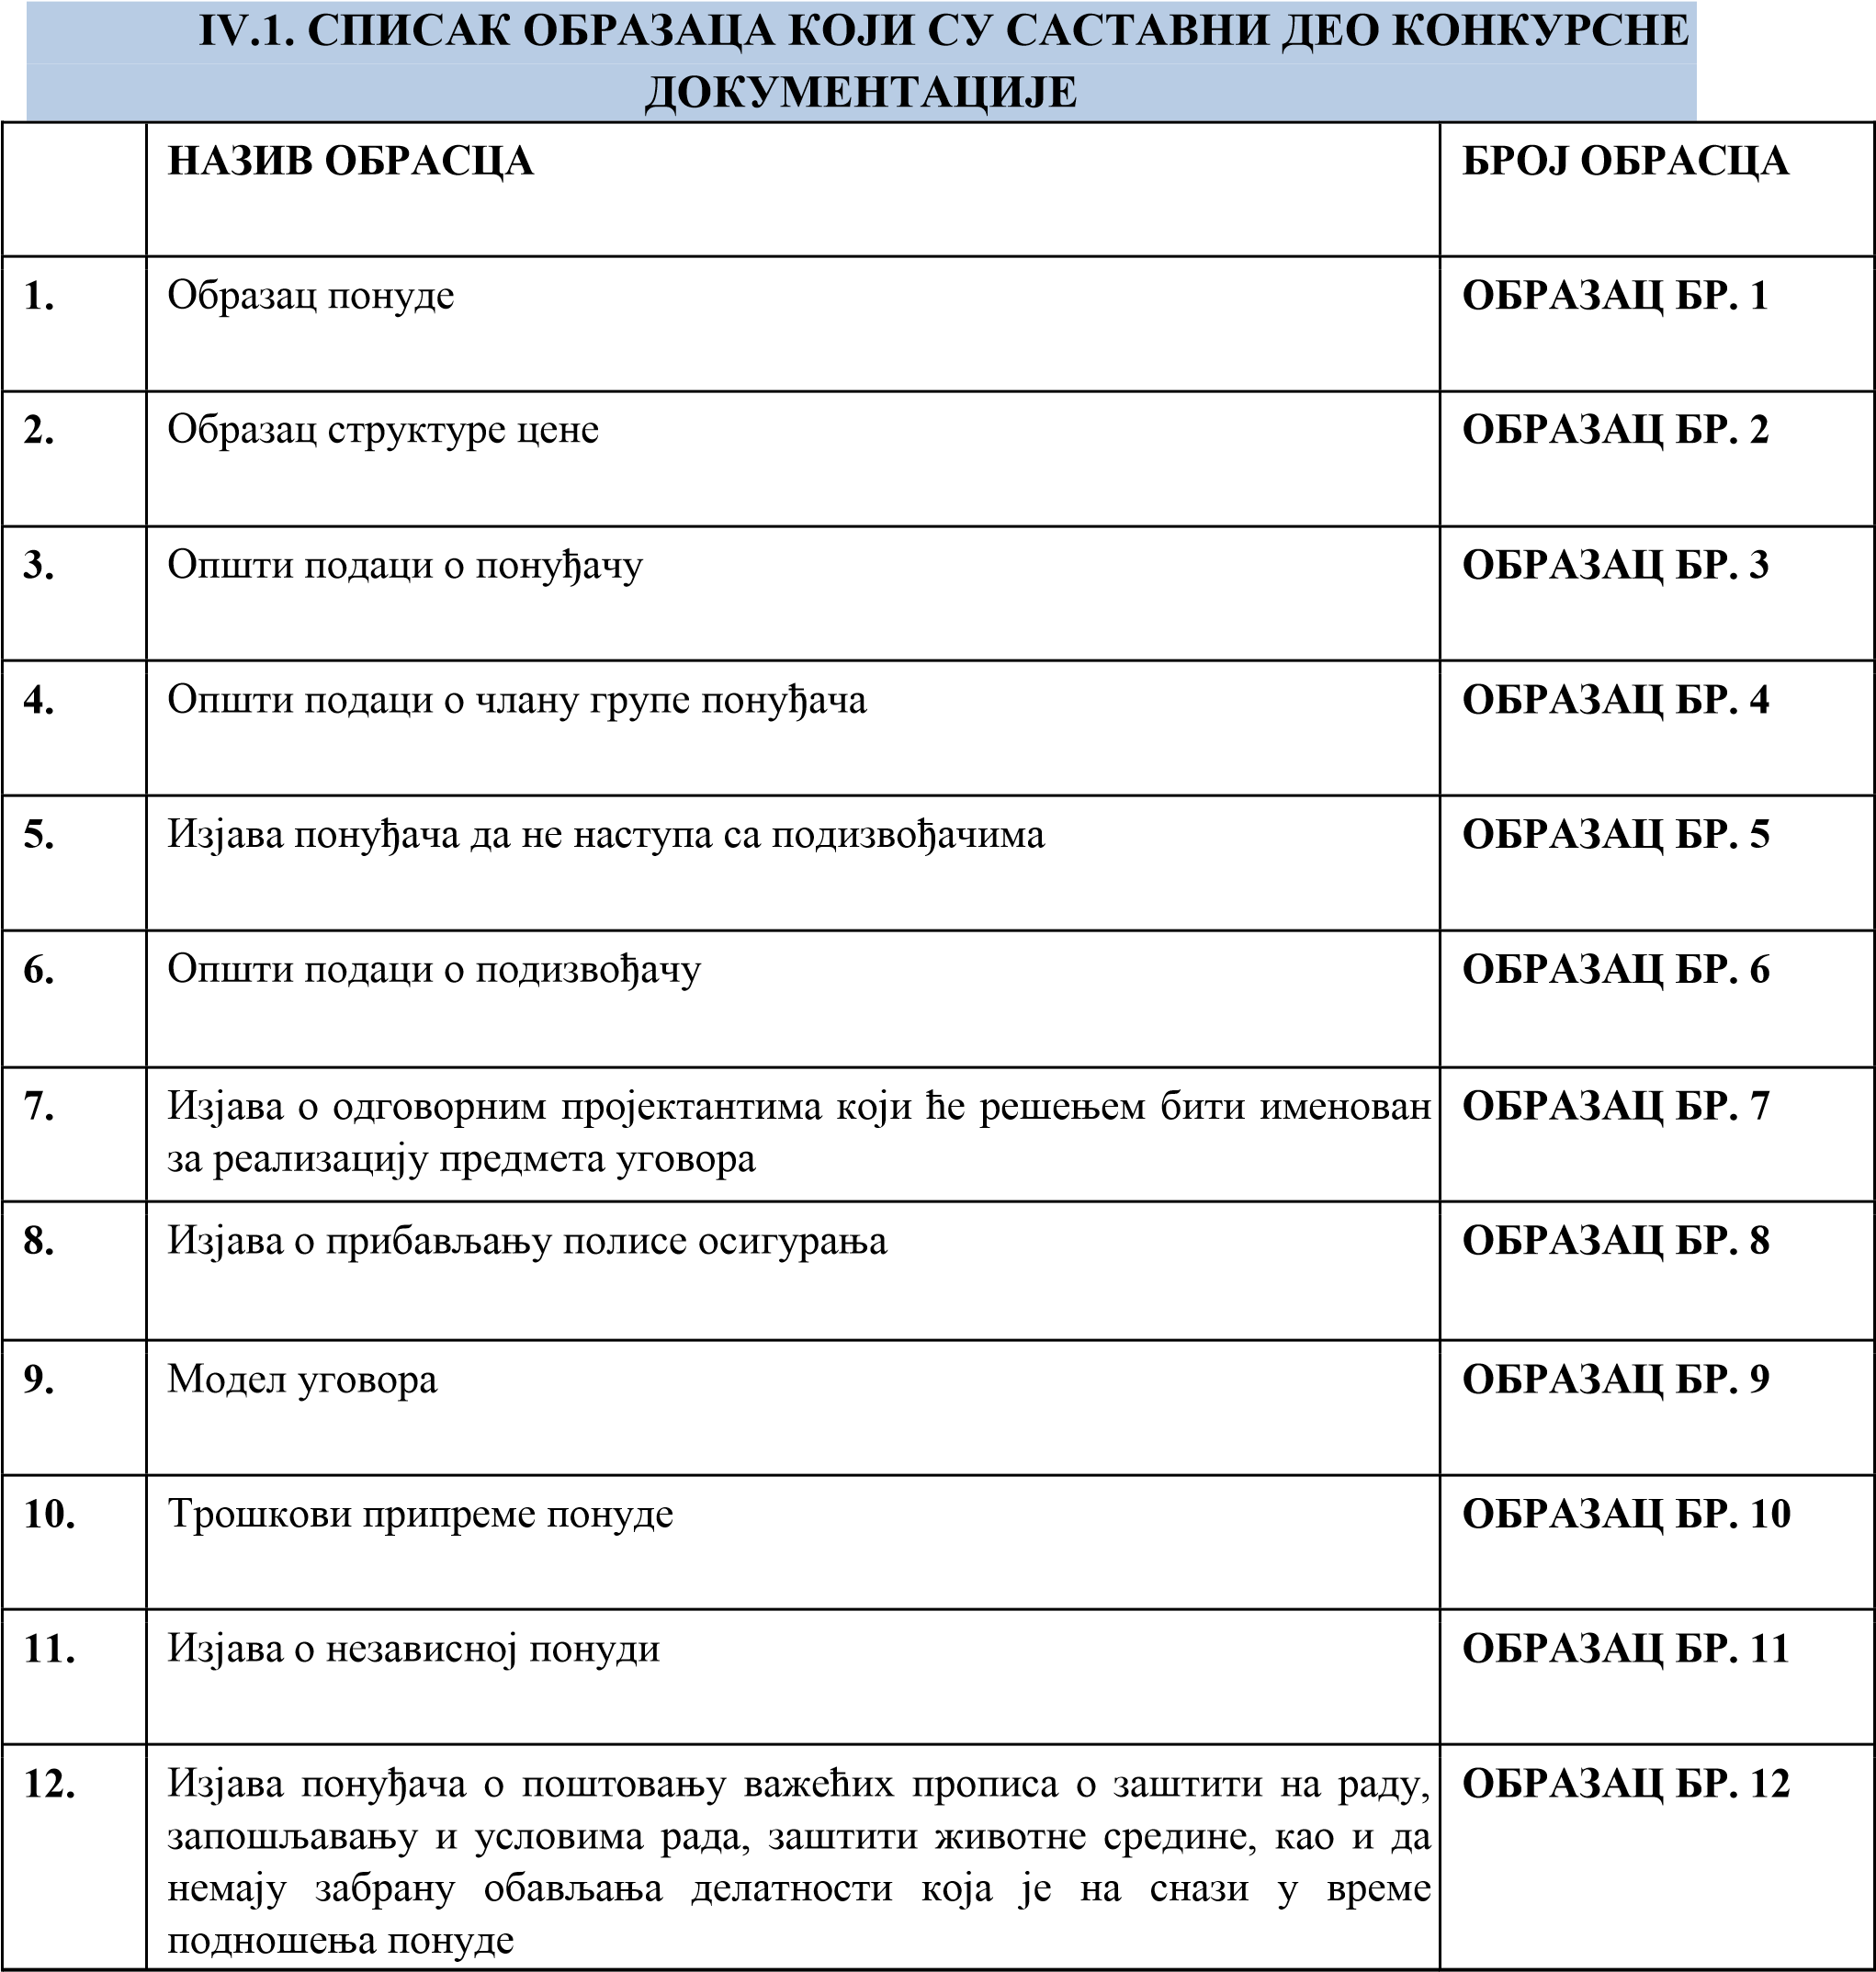 IV.1. СПИСАК ОБРАЗАЦА КОЈИ СУ САСТАВНИ ДЕО КОНКУРСНЕ
ДОКУМЕНТАЦИЈЕ
НАЗИВ ОБРАСЦА БРОЈ ОБРАСЦА
1. Образац понуде ОБРАЗАЦ БР. 1
2. Образац структуре цене ОБРАЗАЦ БР. 2
3. Општи подаци о понуђачу ОБРАЗАЦ БР. 3
4. Општи подаци о члану групе понуђача ОБРАЗАЦ БР. 4
5. Изјава понуђача да не наступа са подизвођачима ОБРАЗАЦ БР. 5
6. Општи подаци о подизвођачу ОБРАЗАЦ БР. 6
7. Изјава о одговорним пројектантима који ће решењем бити именован ОБРАЗАЦ БР. 7
за реализацију предмета уговора
8. Изјава о прибављању полисе осигурања ОБРАЗАЦ БР. 8
9. Модел уговора ОБРАЗАЦ БР. 9
10. Трошкови припреме понуде ОБРАЗАЦ БР. 10
11. Изјава о независној понуди ОБРАЗАЦ БР. 11
12. Изјава понуђача о поштовању важећих прописа о заштити на раду, ОБРАЗАЦ БР. 12
запошљавању и условима рада, заштити животне средине, као и да
немају забрану обављања делатности која је на снази у време
подношења понуде